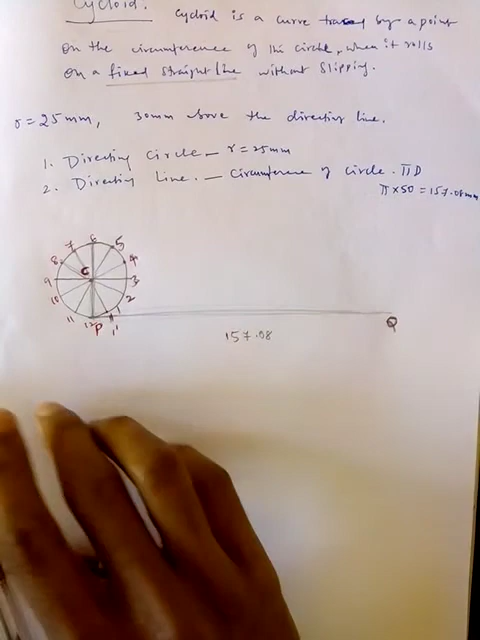 Cycloid:
Cycloid is a curve traced by a point
on the circumference of the circle, when it rolls
on a fixed straight line without slipping.
r = 25mm, 30mm above the directing line.
1. Directing Circle - r = 25mm
2. Directing Line. - Circumference of circle. πD
π × 50 = 157.08mm
6
7 5
8 4
C
9 3
10 2
11 12 1
P 1'
Q
157.08